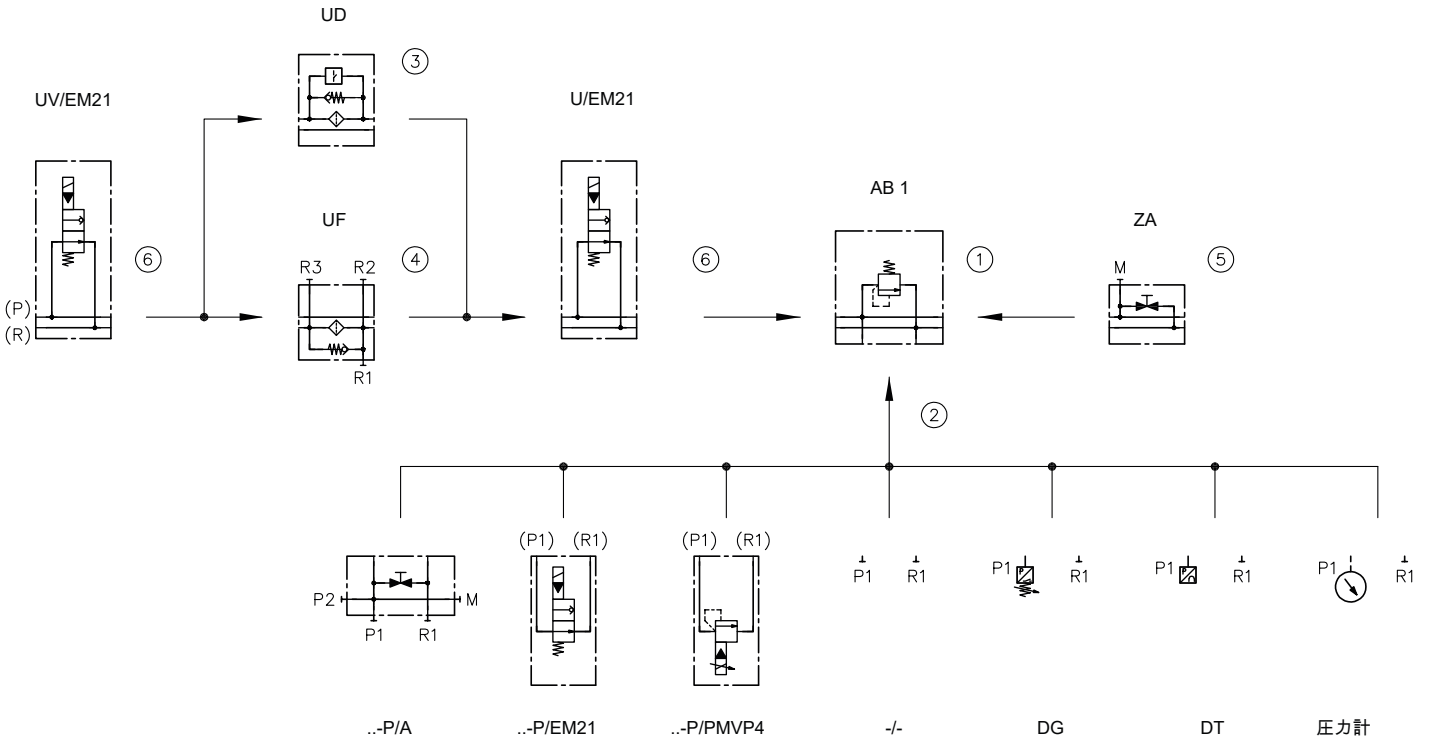 UD
③
UV/EM21
U/EM21
UF
AB 1
ZA
⑥
R3 R2
④
⑥
①
M
⑤
(P)
(R)
R1
②
(P1) (R1)
(P1) (R1)
P1 R1
P1 R1
P1 R1
P1 R1
P2 M
P1 R1
..-P/A
..-P/EM21
..-P/PMVP4
-/-
DG
DT
圧力計